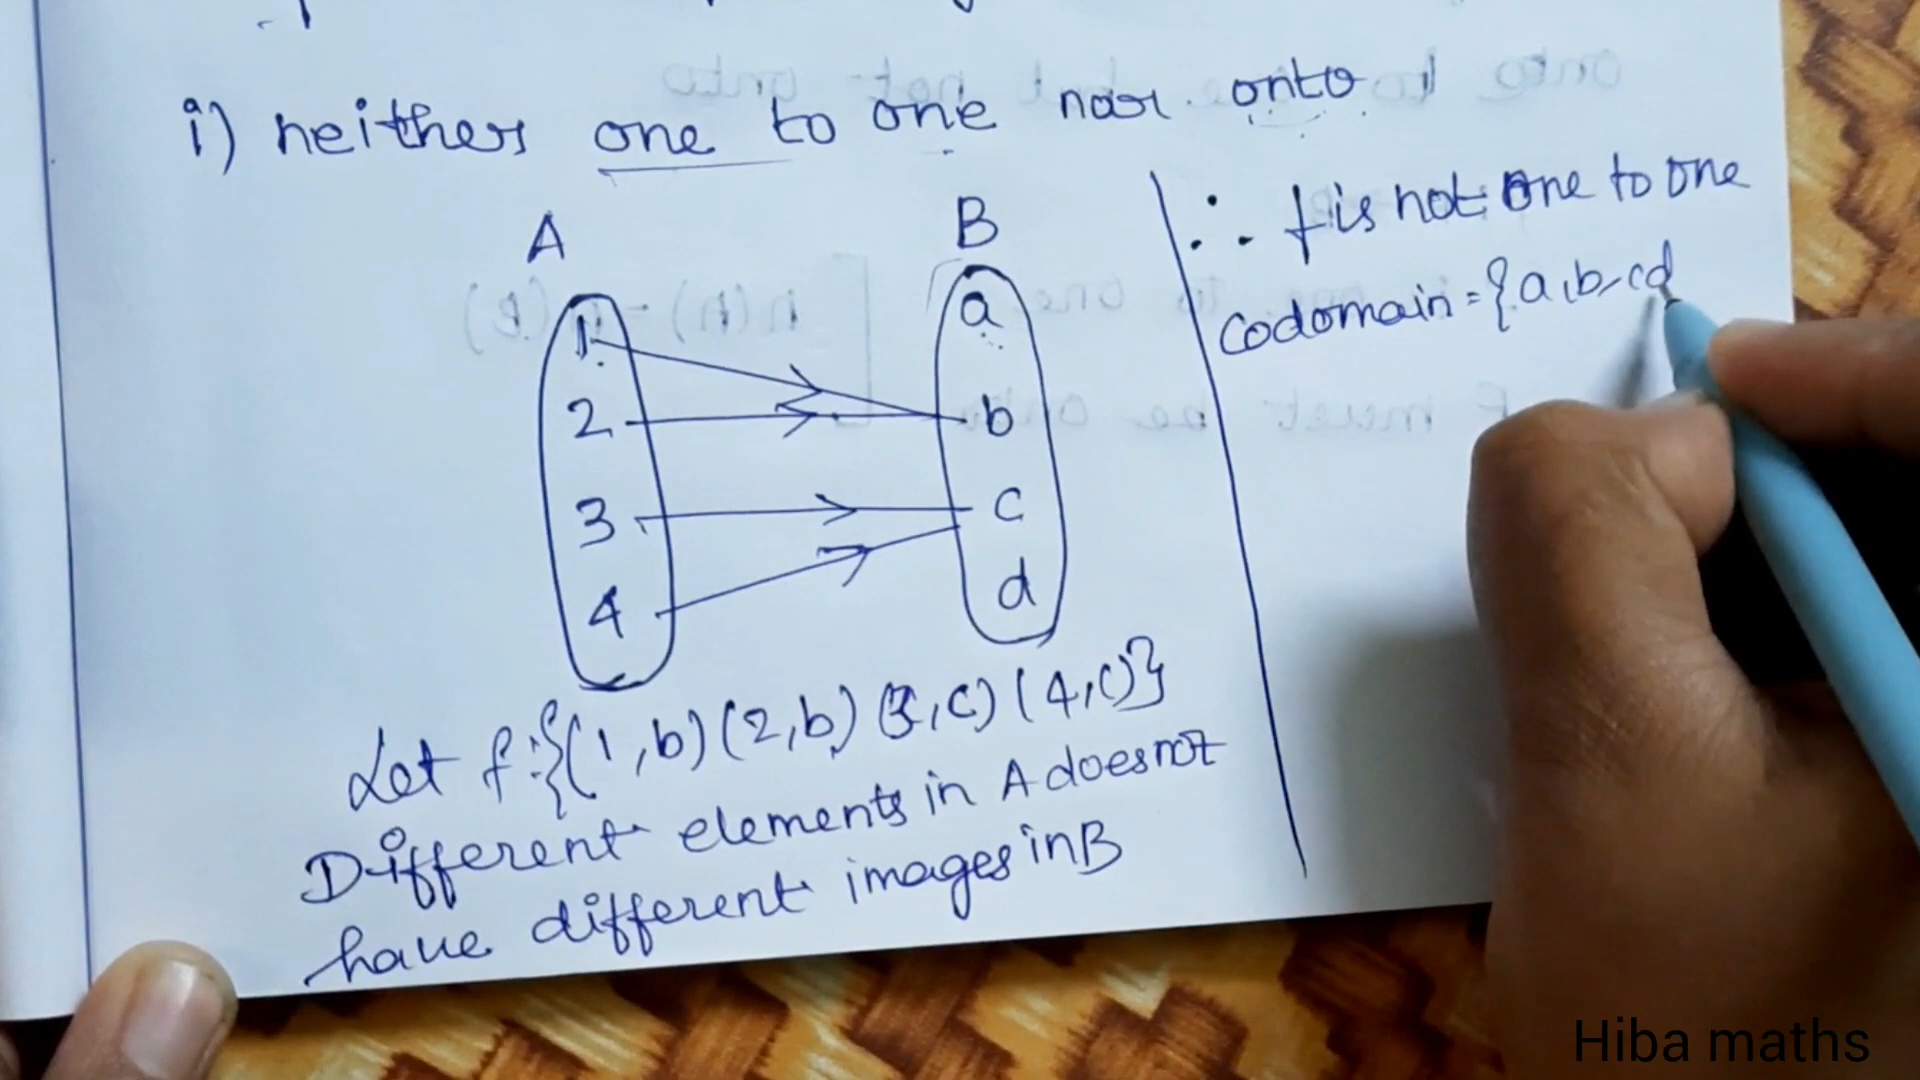 i) neither one to one nor onto
A
B
1
2
3
4
a
b
c
d
Let f:{(1,b)(2,b)(3,c)(4,c)}
Different elements in A does not
have different images in B
∴ f is not one to one
codomain = {a,b,cd
Hiba maths